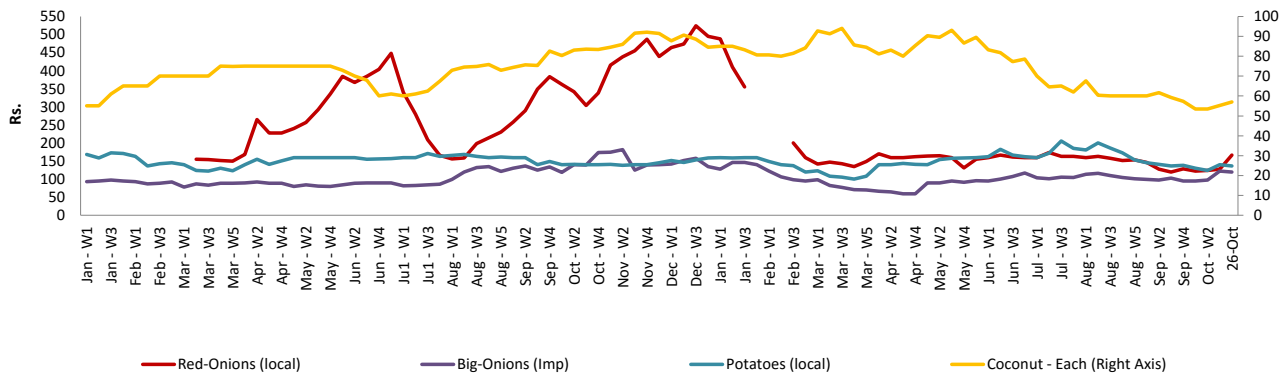 550
500
450
400
350
300
250
200
150
100
50
0
Rs.
100
90
80
70
60
50
40
30
20
10
0
Jan - W1
Jan - W3
Feb - W1
Feb - W3
Mar - W1
Mar - W3
Mar - W5
Apr - W2
Apr - W4
May - W2
May - W4
Jun - W2
Jun - W4
Ju1 - W1
Ju1 - W3
Aug - W1
Aug - W3
Aug - W5
Sep - W2
Sep - W4
Oct - W2
Oct - W4
Nov - W2
Nov - W4
Dec - W1
Dec - W3
Jan - W1
Jan - W3
Feb - W1
Feb - W3
Mar - W1
Mar - W3
Mar - W5
Apr - W2
Apr - W4
May - W2
May - W4
Jun - W1
Jun - W3
Jul - W1
Jul - W3
Aug - W1
Aug - W3
Aug - W5
Sep - W2
Sep - W4
Oct - W2
26-Oct
Red-Onions (local)
Big-Onions (Imp)
Potatoes (local)
Coconut - Each (Right Axis)